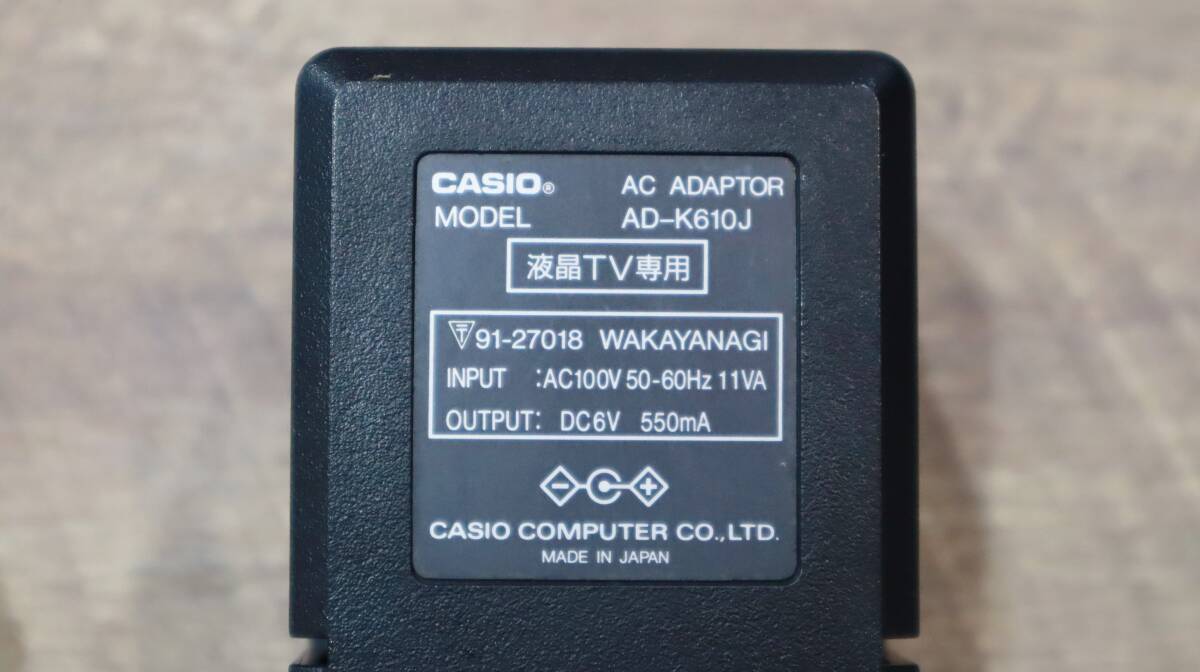 CASIO® AC ADAPTOR
MODEL AD-K610J
液晶TV専用
〒91-27018 WAKAYANAGI
INPUT :AC100V 50-60Hz 11VA
OUTPUT: DC6V 550mA
CASIO COMPUTER CO.,LTD.
MADE IN JAPAN